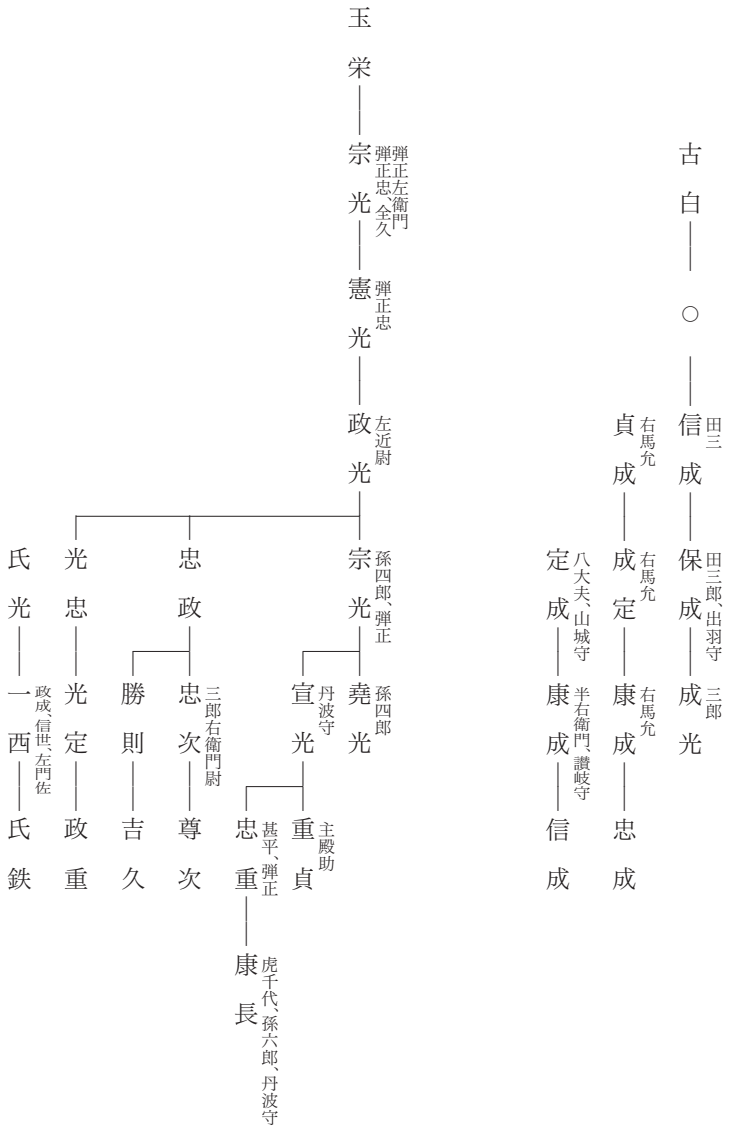 古白――○――信成――保成――成光
田三
田三郎、出羽守
三郎
貞成――成定――康成――忠成
右馬允
右馬允
右馬允
定成――康成――信成
八大夫、山城守
半右衛門、讃岐守
玉栄――宗光――憲光――政光
弾正左衛門
弾正忠、全久
弾正忠
左近尉
宗光
孫四郎、弾正
堯光
孫四郎
宣光
丹波守
重貞
主殿助
忠重――康長
甚平、弾正
虎千代、孫六郎、丹波守
忠政
忠次――尊次
三郎右衛門尉
勝則――吉久
光忠――光定――政重
氏光――一西――氏鉄
政成、信世、左門佐